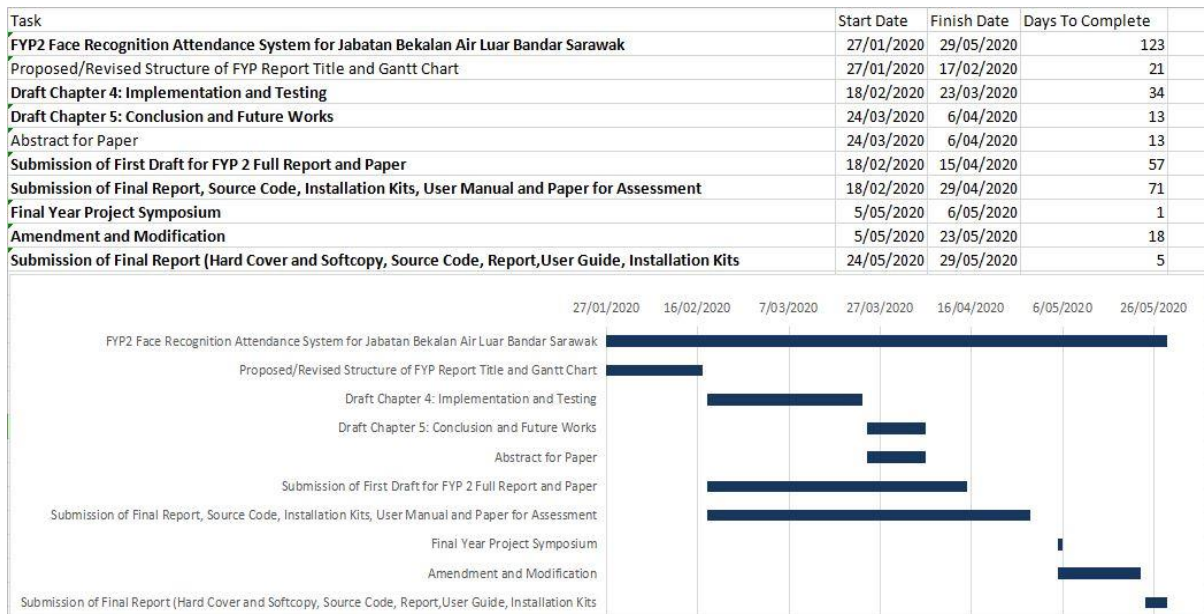 Task Start Date Finish Date Days To Complete
FYP2 Face Recognition Attendance System for Jabatan Bekalan Air Luar Bandar Sarawak 27/01/2020 29/05/2020 123
Proposed/Revised Structure of FYP Report Title and Gantt Chart 27/01/2020 17/02/2020 21
Draft Chapter 4: Implementation and Testing 18/02/2020 23/03/2020 34
Draft Chapter 5: Conclusion and Future Works 24/03/2020 6/04/2020 13
Abstract for Paper 24/03/2020 6/04/2020 13
Submission of First Draft for FYP 2 Full Report and Paper 18/02/2020 15/04/2020 57
Submission of Final Report, Source Code, Installation Kits, User Manual and Paper for Assessment 18/02/2020 29/04/2020 71
Final Year Project Symposium 5/05/2020 6/05/2020 1
Amendment and Modification 5/05/2020 23/05/2020 18
Submission of Final Report (Hard Cover and Softcopy, Source Code, Report,User Guide, Installation Kits 24/05/2020 29/05/2020 5
27/01/2020 16/02/2020 7/03/2020 27/03/2020 16/04/2020 6/05/2020 26/05/2020
FYP2 Face Recognition Attendance System for Jabatan Bekalan Air Luar Bandar Sarawak
Proposed/Revised Structure of FYP Report Title and Gantt Chart
Draft Chapter 4: Implementation and Testing
Draft Chapter 5: Conclusion and Future Works
Abstract for Paper
Submission of First Draft for FYP 2 Full Report and Paper
Submission of Final Report, Source Code, Installation Kits, User Manual and Paper for Assessment
Final Year Project Symposium
Amendment and Modification
Submission of Final Report (Hard Cover and Softcopy, Source Code, Report,User Guide, Installation Kits